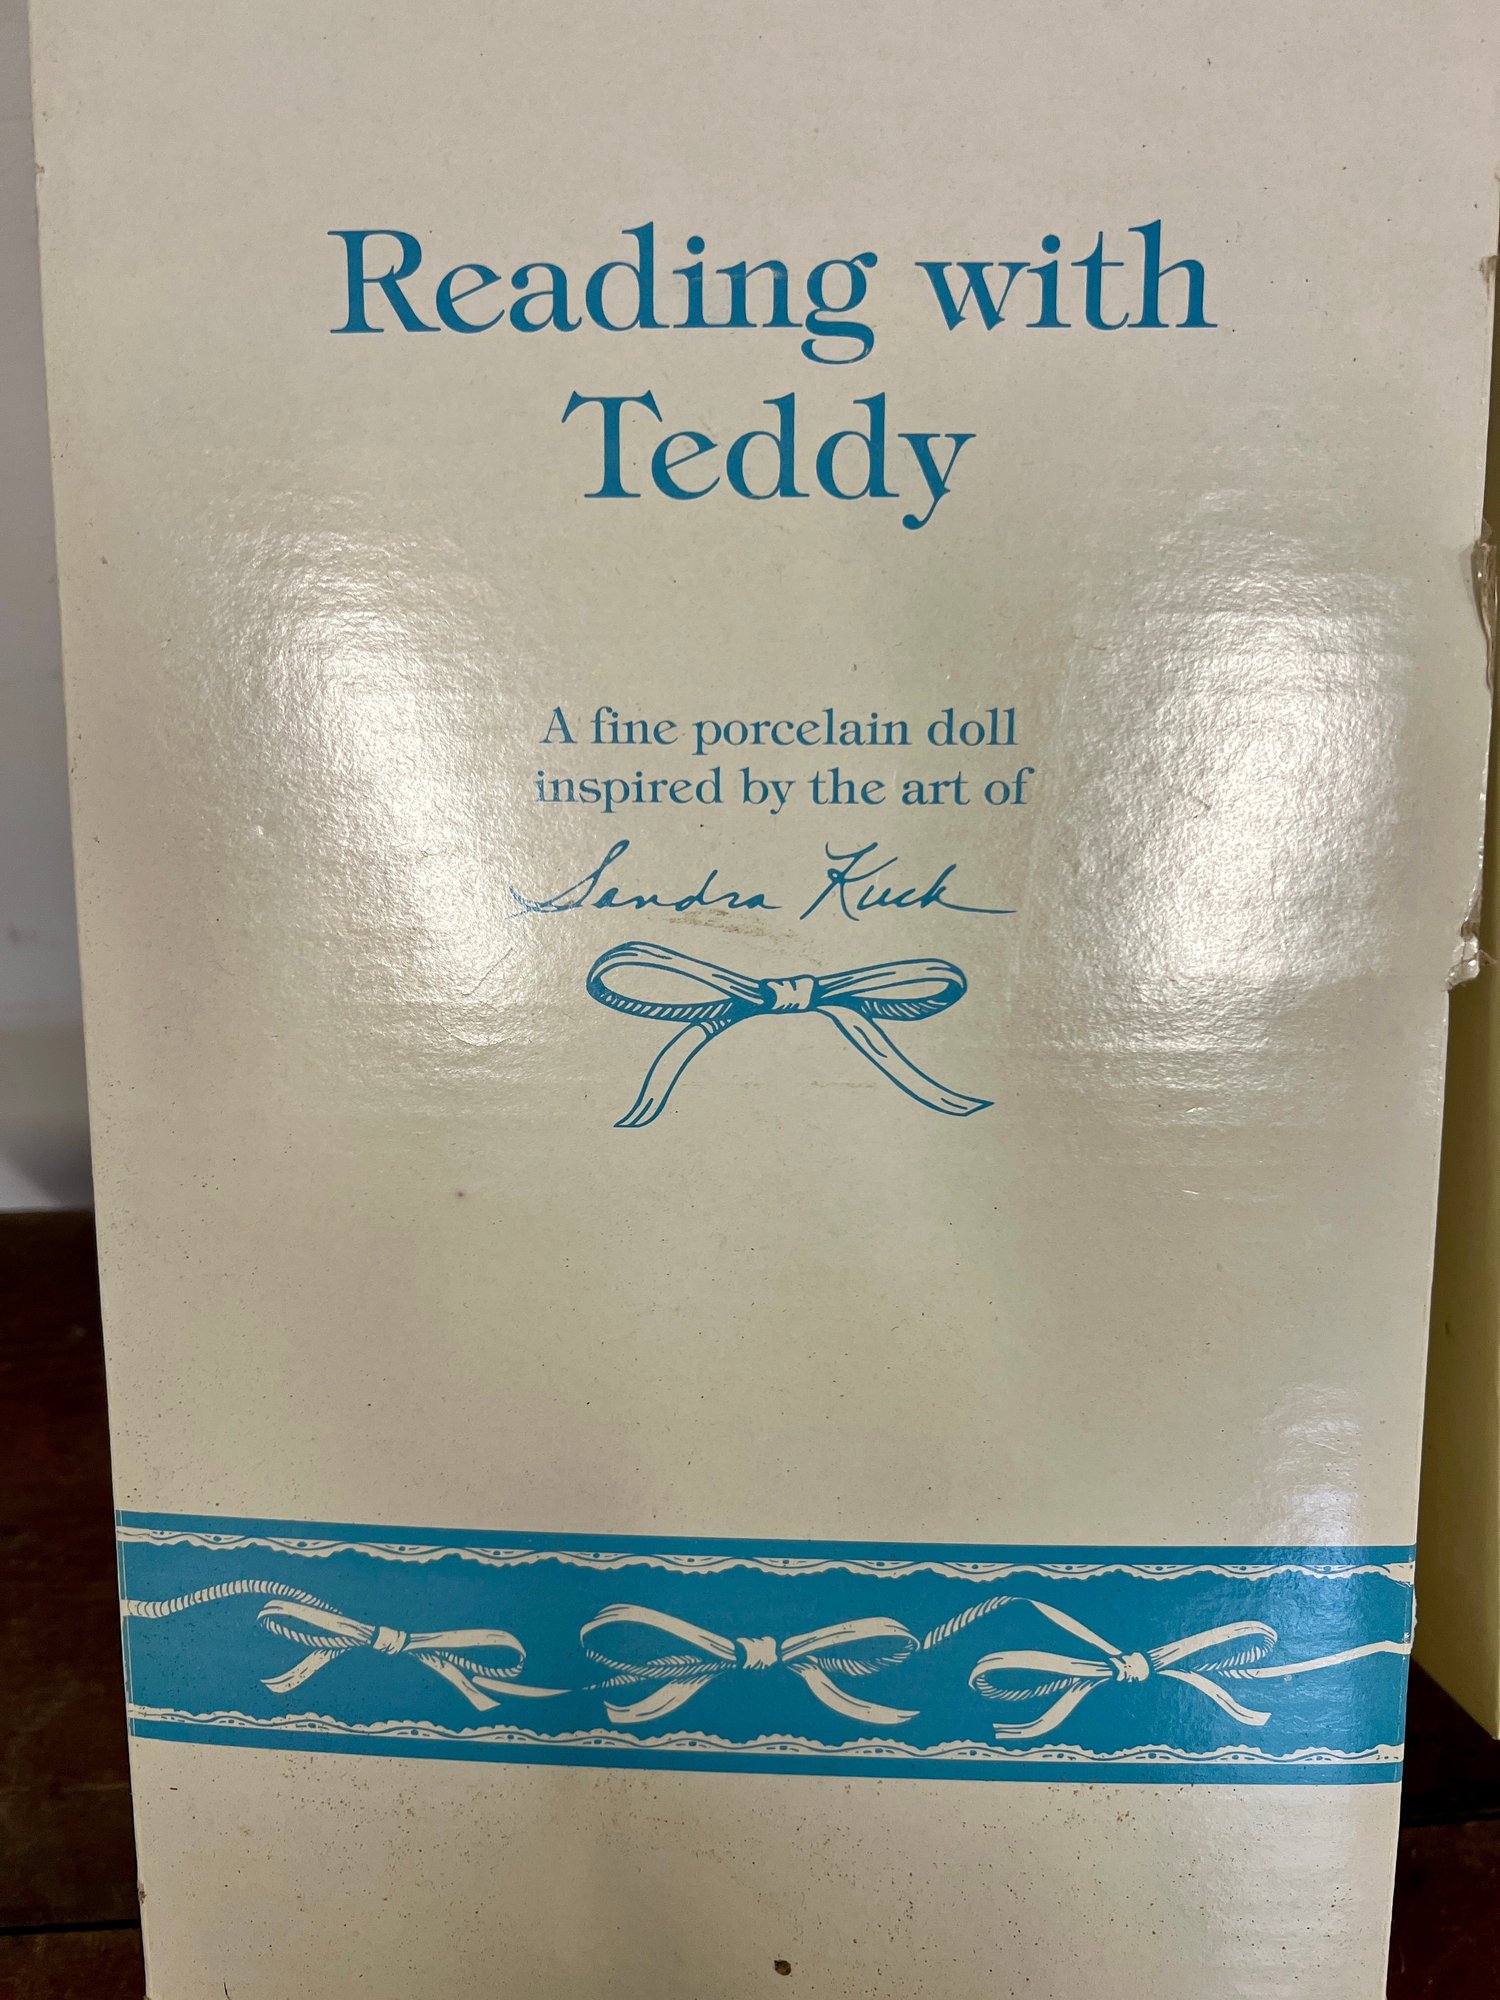 Reading with
Teddy
A fine porcelain doll
inspired by the art of
Sandra Kuck